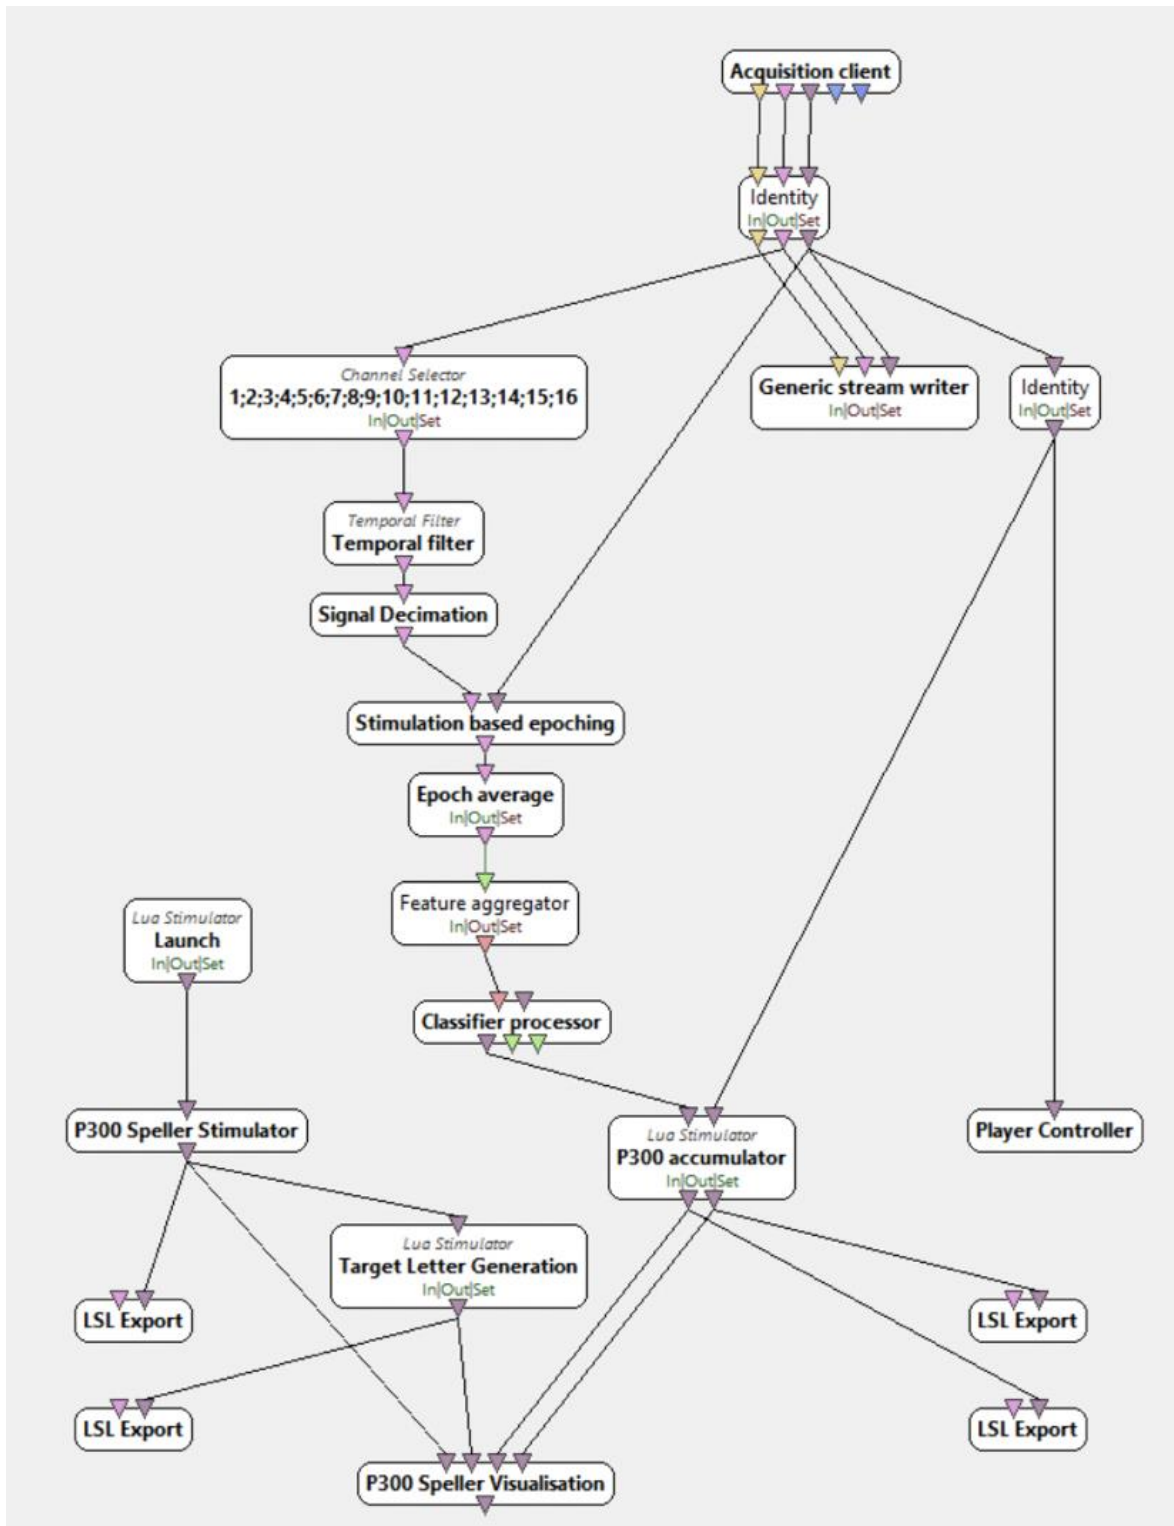 Acquisition client
Identity
In|Out|Set
Channel Selector
1;2;3;4;5;6;7;8;9;10;11;12;13;14;15;16
In|Out|Set
Generic stream writer
In|Out|Set
Identity
In|Out|Set
Temporal Filter
Temporal filter
Signal Decimation
Stimulation based epoching
Epoch average
In|Out|Set
Feature aggregator
In|Out|Set
Lua Stimulator
Launch
In|Out|Set
Classifier processor
P300 Speller Stimulator
Lua Stimulator
P300 accumulator
In|Out|Set
Player Controller
Lua Stimulator
Target Letter Generation
In|Out|Set
LSL Export
LSL Export
LSL Export
LSL Export
P300 Speller Visualisation